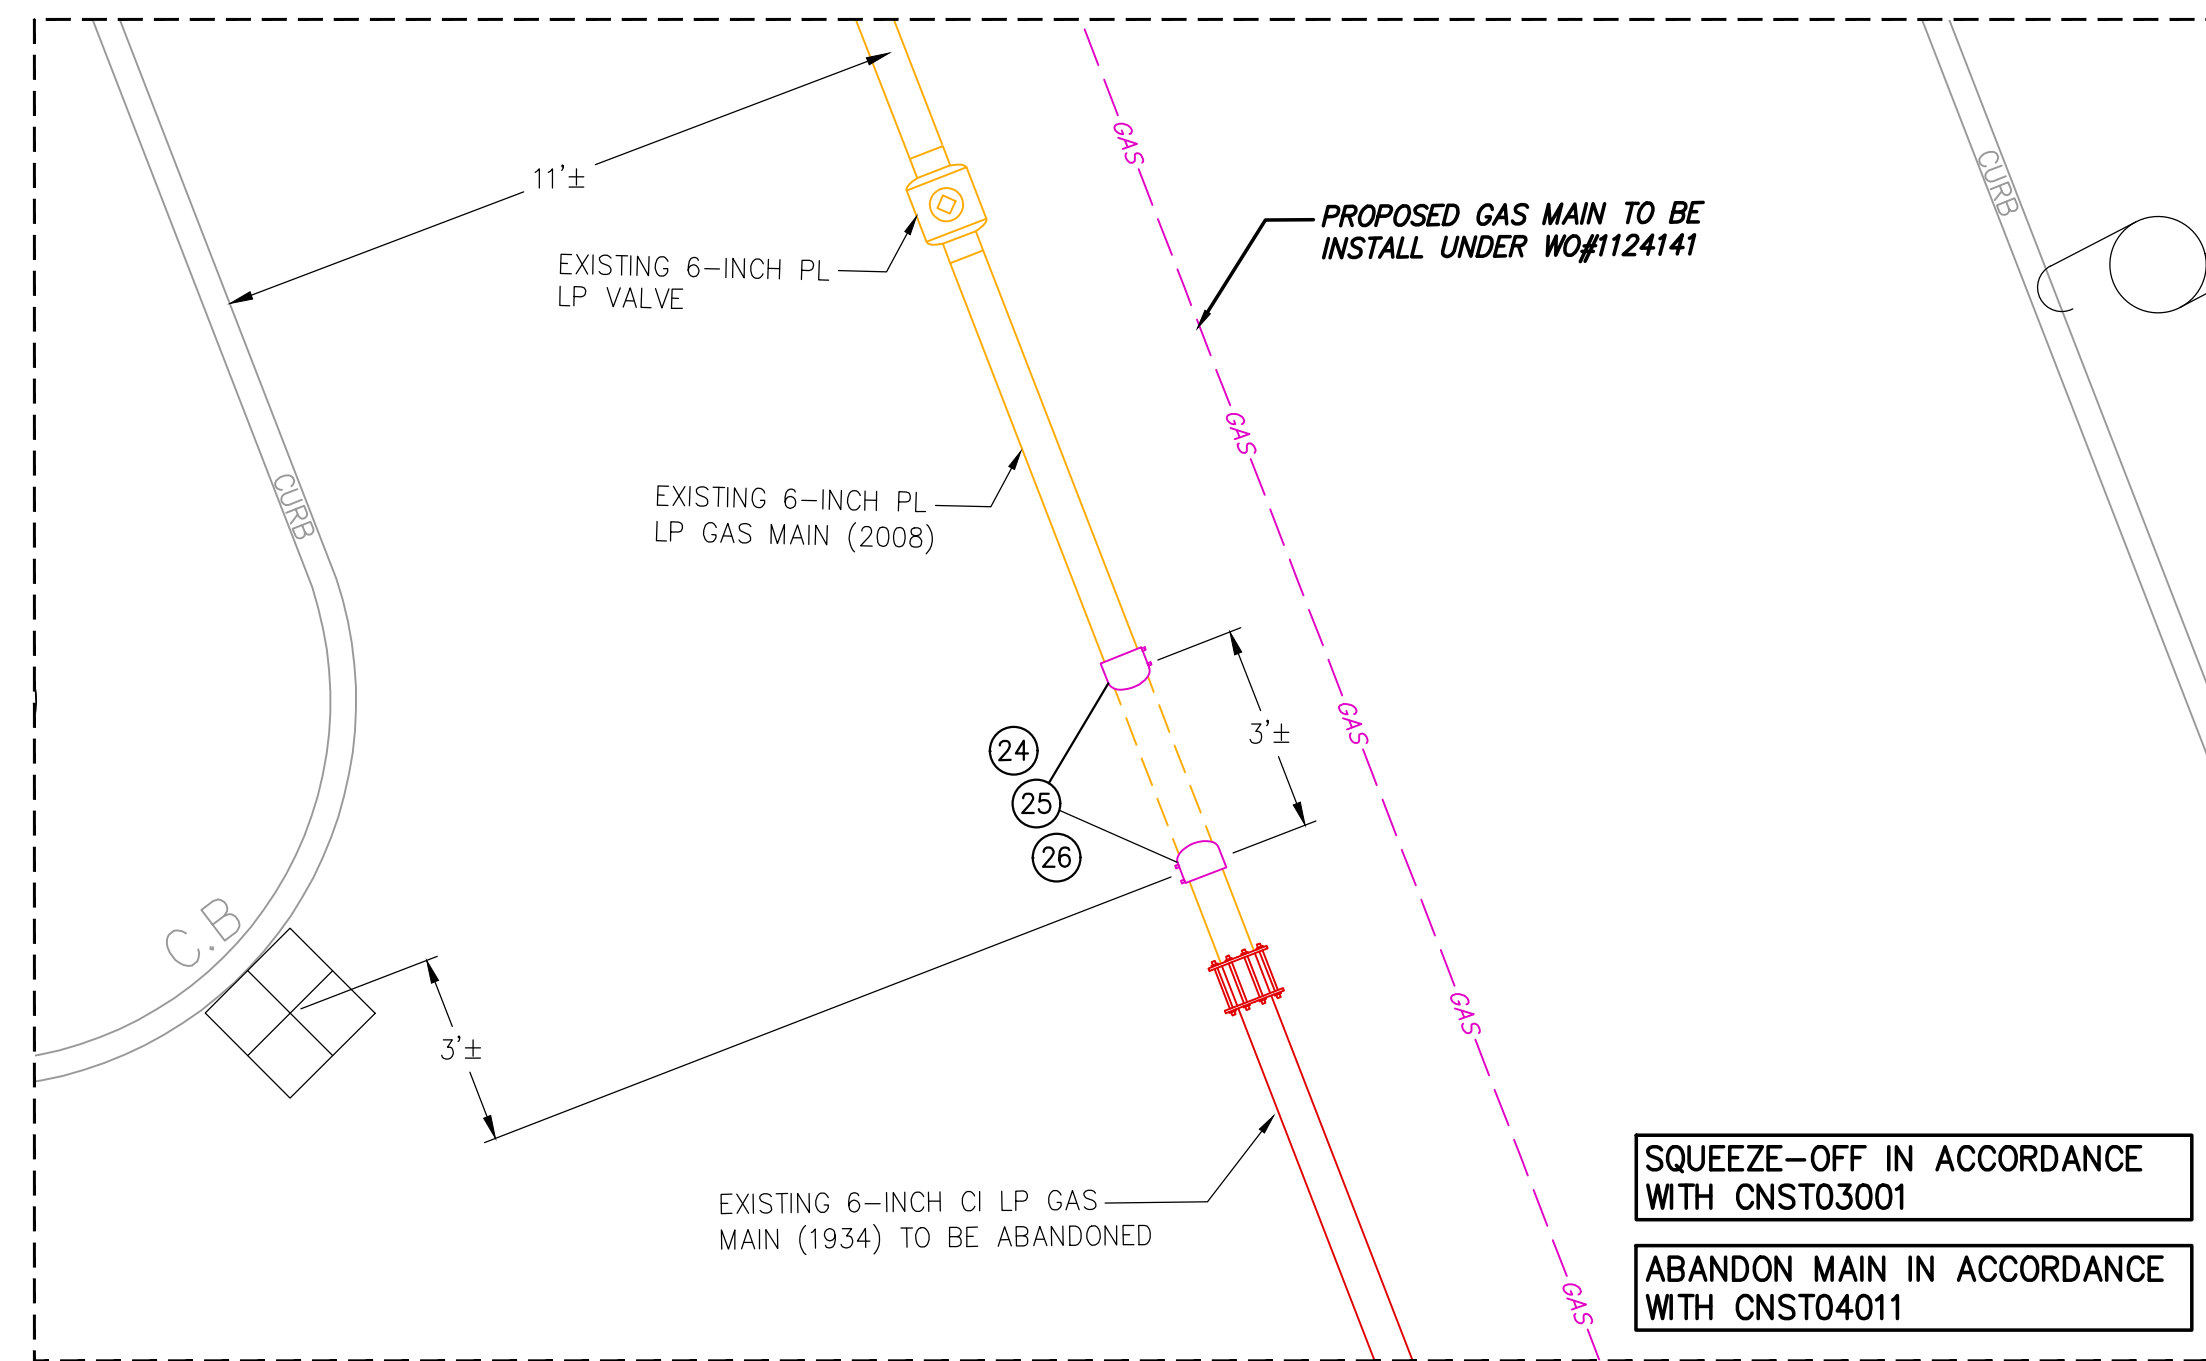 GAS
11'±
CURB
PROPOSED GAS MAIN TO BE
INSTALL UNDER WO#1124141
EXISTING 6-INCH PL
LP VALVE
GAS
CURB
EXISTING 6-INCH PL
LP GAS MAIN (2008)
GAS
3'±
24
25
26
C.B
GAS
3'±
EXISTING 6-INCH CI LP GAS
MAIN (1934) TO BE ABANDONED
SQUEEZE-OFF IN ACCORDANCE
WITH CNST03001
ABANDON MAIN IN ACCORDANCE
WITH CNST04011
GAS